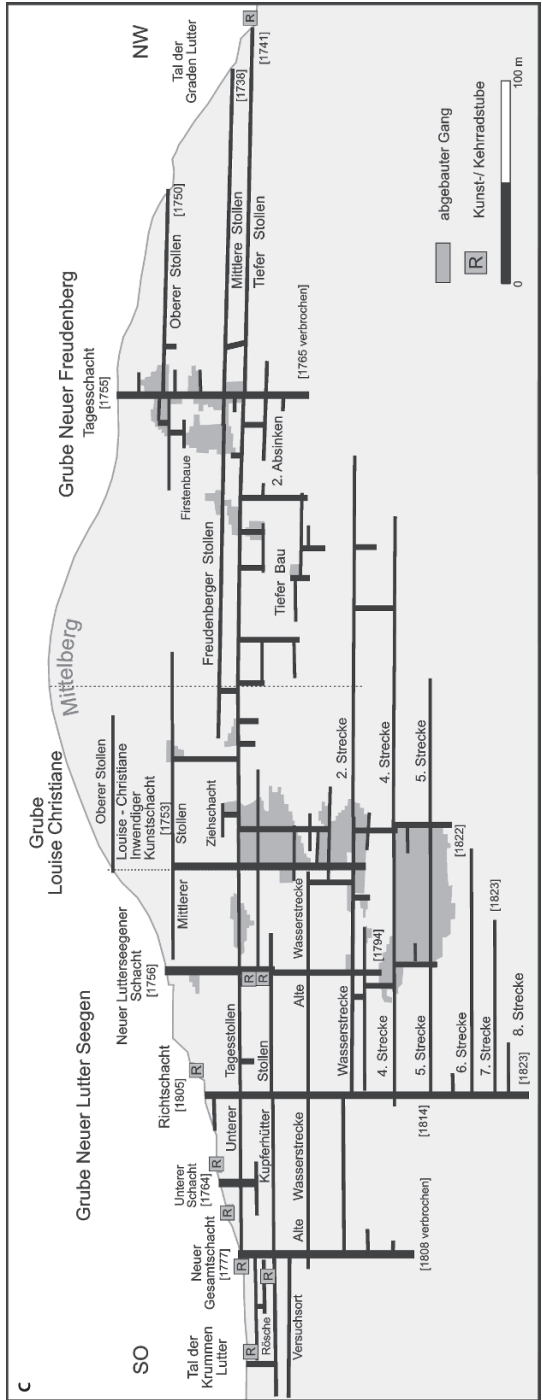 C
SO
NW
Tal der
Krummen
Lutter
Grube Neuer Lutter Seegen
Neuer
Gesamtschacht
[1777]
Unterer
Schacht
[1764]
Richtschacht
[1805]
Neuer Lutterseegener
Schacht
[1756]
Grube
Louise Christiane
Oberer Stollen
Louise - Christiane
Inwendiger
Kunstschacht
[1753]
Mittlerer
Stollen
Ziehschacht
Mittelberg
Grube Neuer Freudenberg
Tagesschacht
[1755]
Firstenbaue
Oberer Stollen
[1750]
Tal der
Graden Lutter
Freudenberger Stollen
Mittlere Stollen
[1738]
Tiefer Stollen
[1741]
2. Absinken
Tiefer Bau
[1765 verbrochen]
R
R
R
R
R
R
R
R
R
Rösche
Versuchsort
Unterer
Tagesstollen
Kupferhütter
Stollen
Alte
Wasserstrecke
Alte
Wasserstrecke
Wasserstrecke
2. Strecke
[1794]
4. Strecke
4. Strecke
5. Strecke
5. Strecke
6. Strecke
7. Strecke
8. Strecke
[1822]
[1823]
[1823]
[1814]
[1808 verbrochen]
abgebauter Gang
R
Kunst-/ Kehrradstube
0
100 m